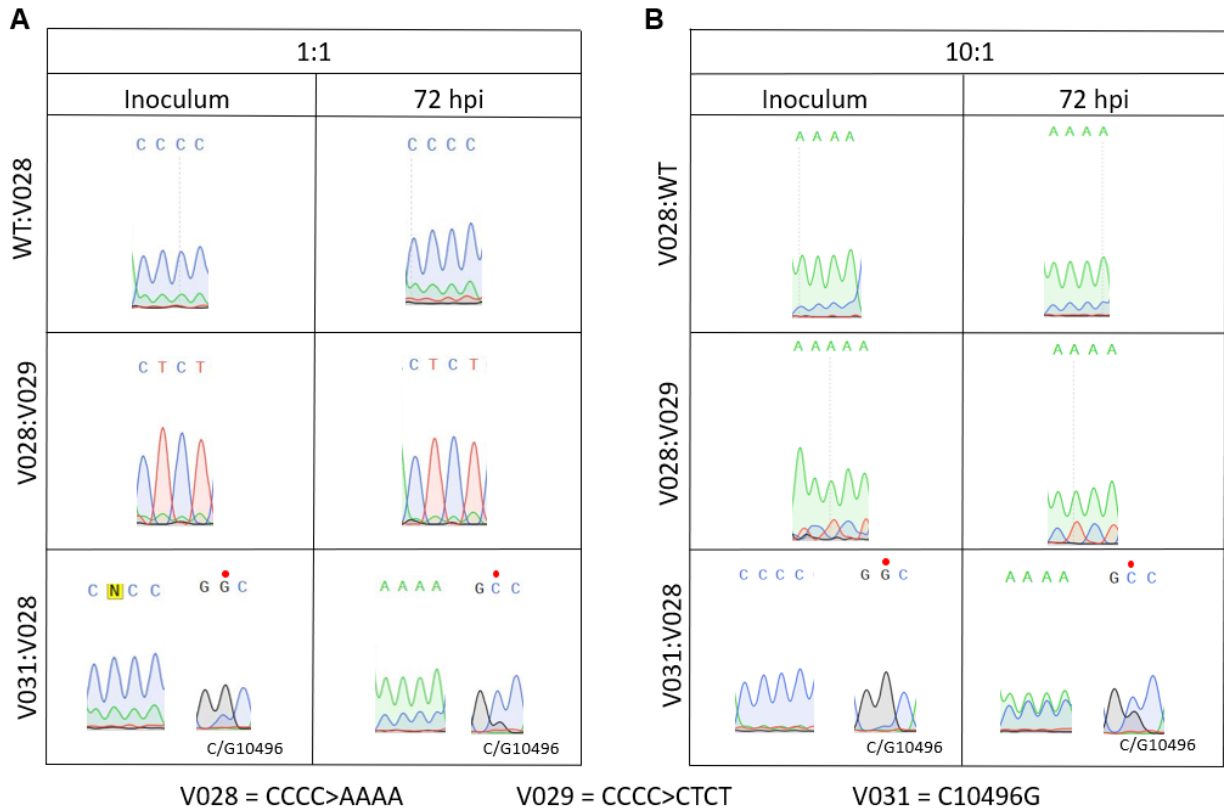 A
B
1:1
10:1
Inoculum
72 hpi
Inoculum
72 hpi
WT:V028
C C C C
C C C C
V028:WT
A A A A
A A A A
V028:V029
C T C T
C T C T
V028:V029
A A A A A
A A A A
V031:V028
C N C C
G G C
C/G10496
A A A A
G C C
C/G10496
V031:V028
C C C C
G G C
C/G10496
A A A A
G C C
C/G10496
V028 = CCCC>AAAA
V029 = CCCC>CTCT
V031 = C10496G